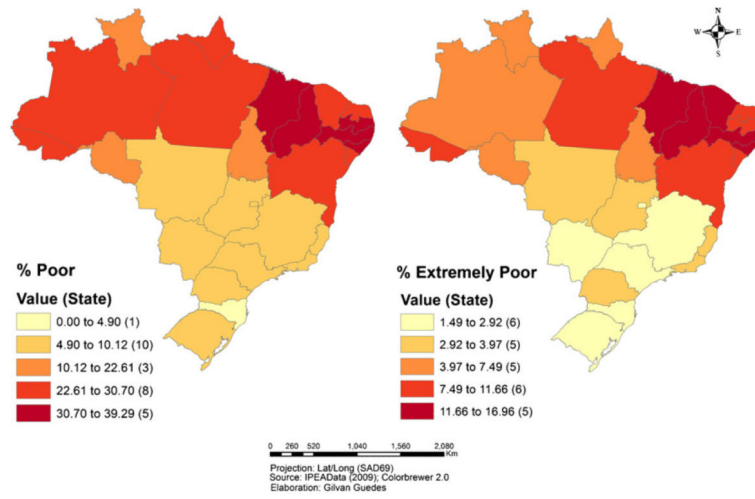 N
W E
S
% Poor
Value (State)
0.00 to 4.90 (1)
4.90 to 10.12 (10)
10.12 to 22.61 (3)
22.61 to 30.70 (8)
30.70 to 39.29 (5)
% Extremely Poor
Value (State)
1.49 to 2.92 (6)
2.92 to 3.97 (5)
3.97 to 7.49 (5)
7.49 to 11.66 (6)
11.66 to 16.96 (5)
0 260 520 1,040 1,560 2,080
Km
Projection: Lat/Long (SAD69)
Source: IPEAData (2009); Colorbrewer 2.0
Elaboration: Gilvan Guedes